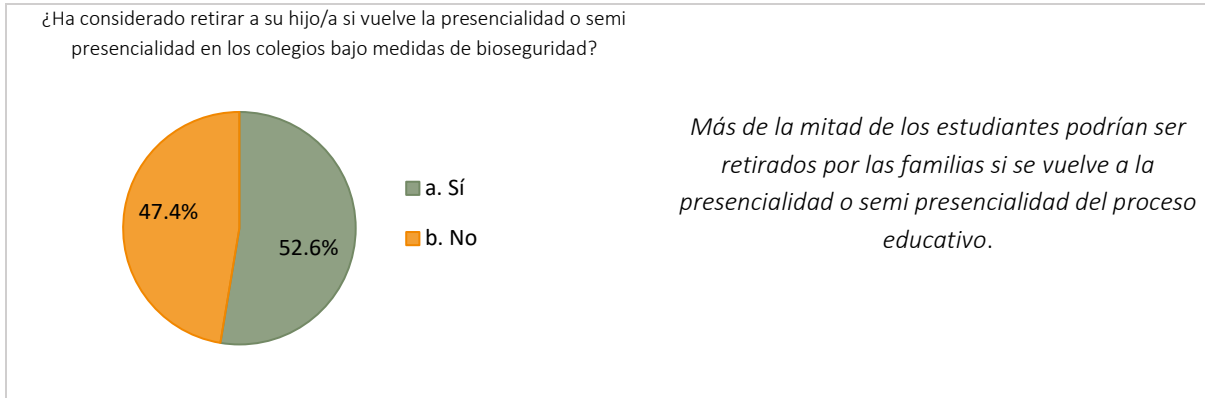 ¿Ha considerado retirar a su hijo/a si vuelve la presencialidad o semi
presencialidad en los colegios bajo medidas de bioseguridad?
47.4%
52.6%
a. Sí
b. No
Más de la mitad de los estudiantes podrían ser
retirados por las familias si se vuelve a la
presencialidad o semi presencialidad del proceso
educativo.